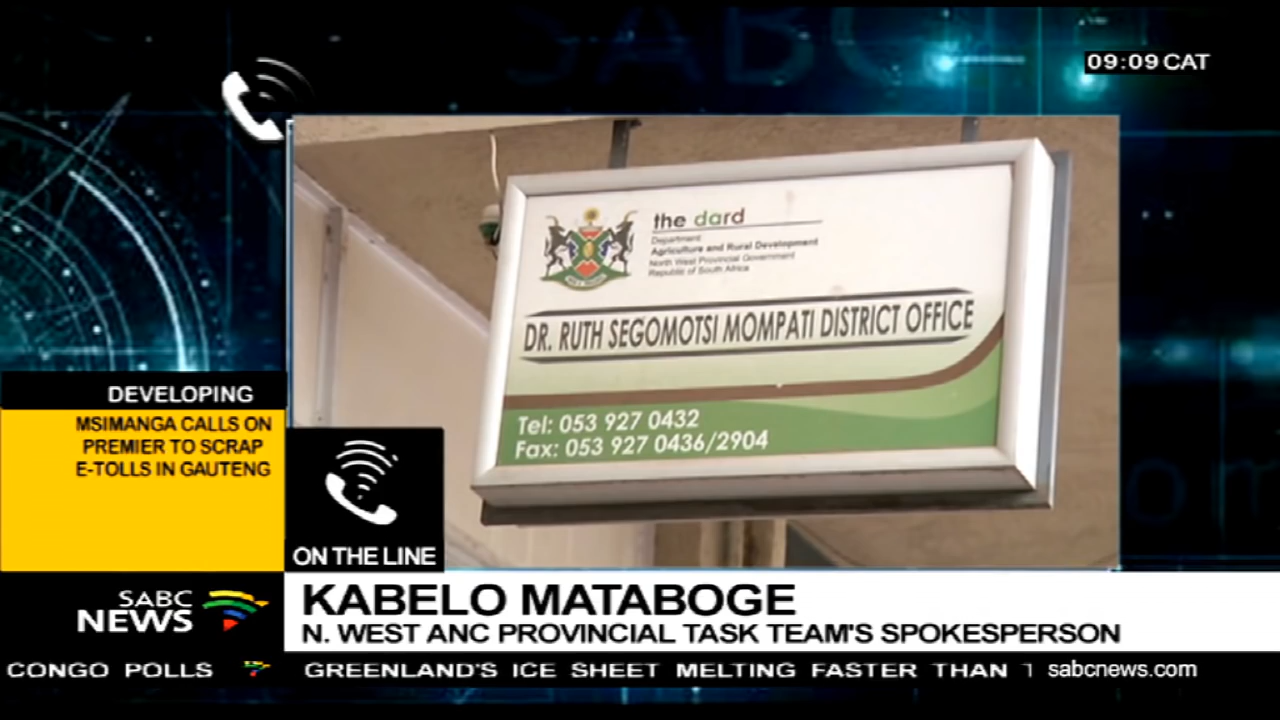 09:09 CAT
the dard
Department:
Agriculture and Rural Development
North West Provincial Government
Republic of South Africa
DR. RUTH SEGOMOTSI MOMPATI DISTRICT OFFICE
Tel: 053 927 0432
Fax: 053 927 0436/2904
DEVELOPING
MSIMANGA CALLS ON
PREMIER TO SCRAP
E-TOLLS IN GAUTENG
ON THE LINE
SABC
NEWS
KABELO MATABOGE
N. WEST ANC PROVINCIAL TASK TEAM'S SPOKESPERSON
CONGO POLLS GREENLAND'S ICE SHEET MELTING FASTER THAN sabcnews.com